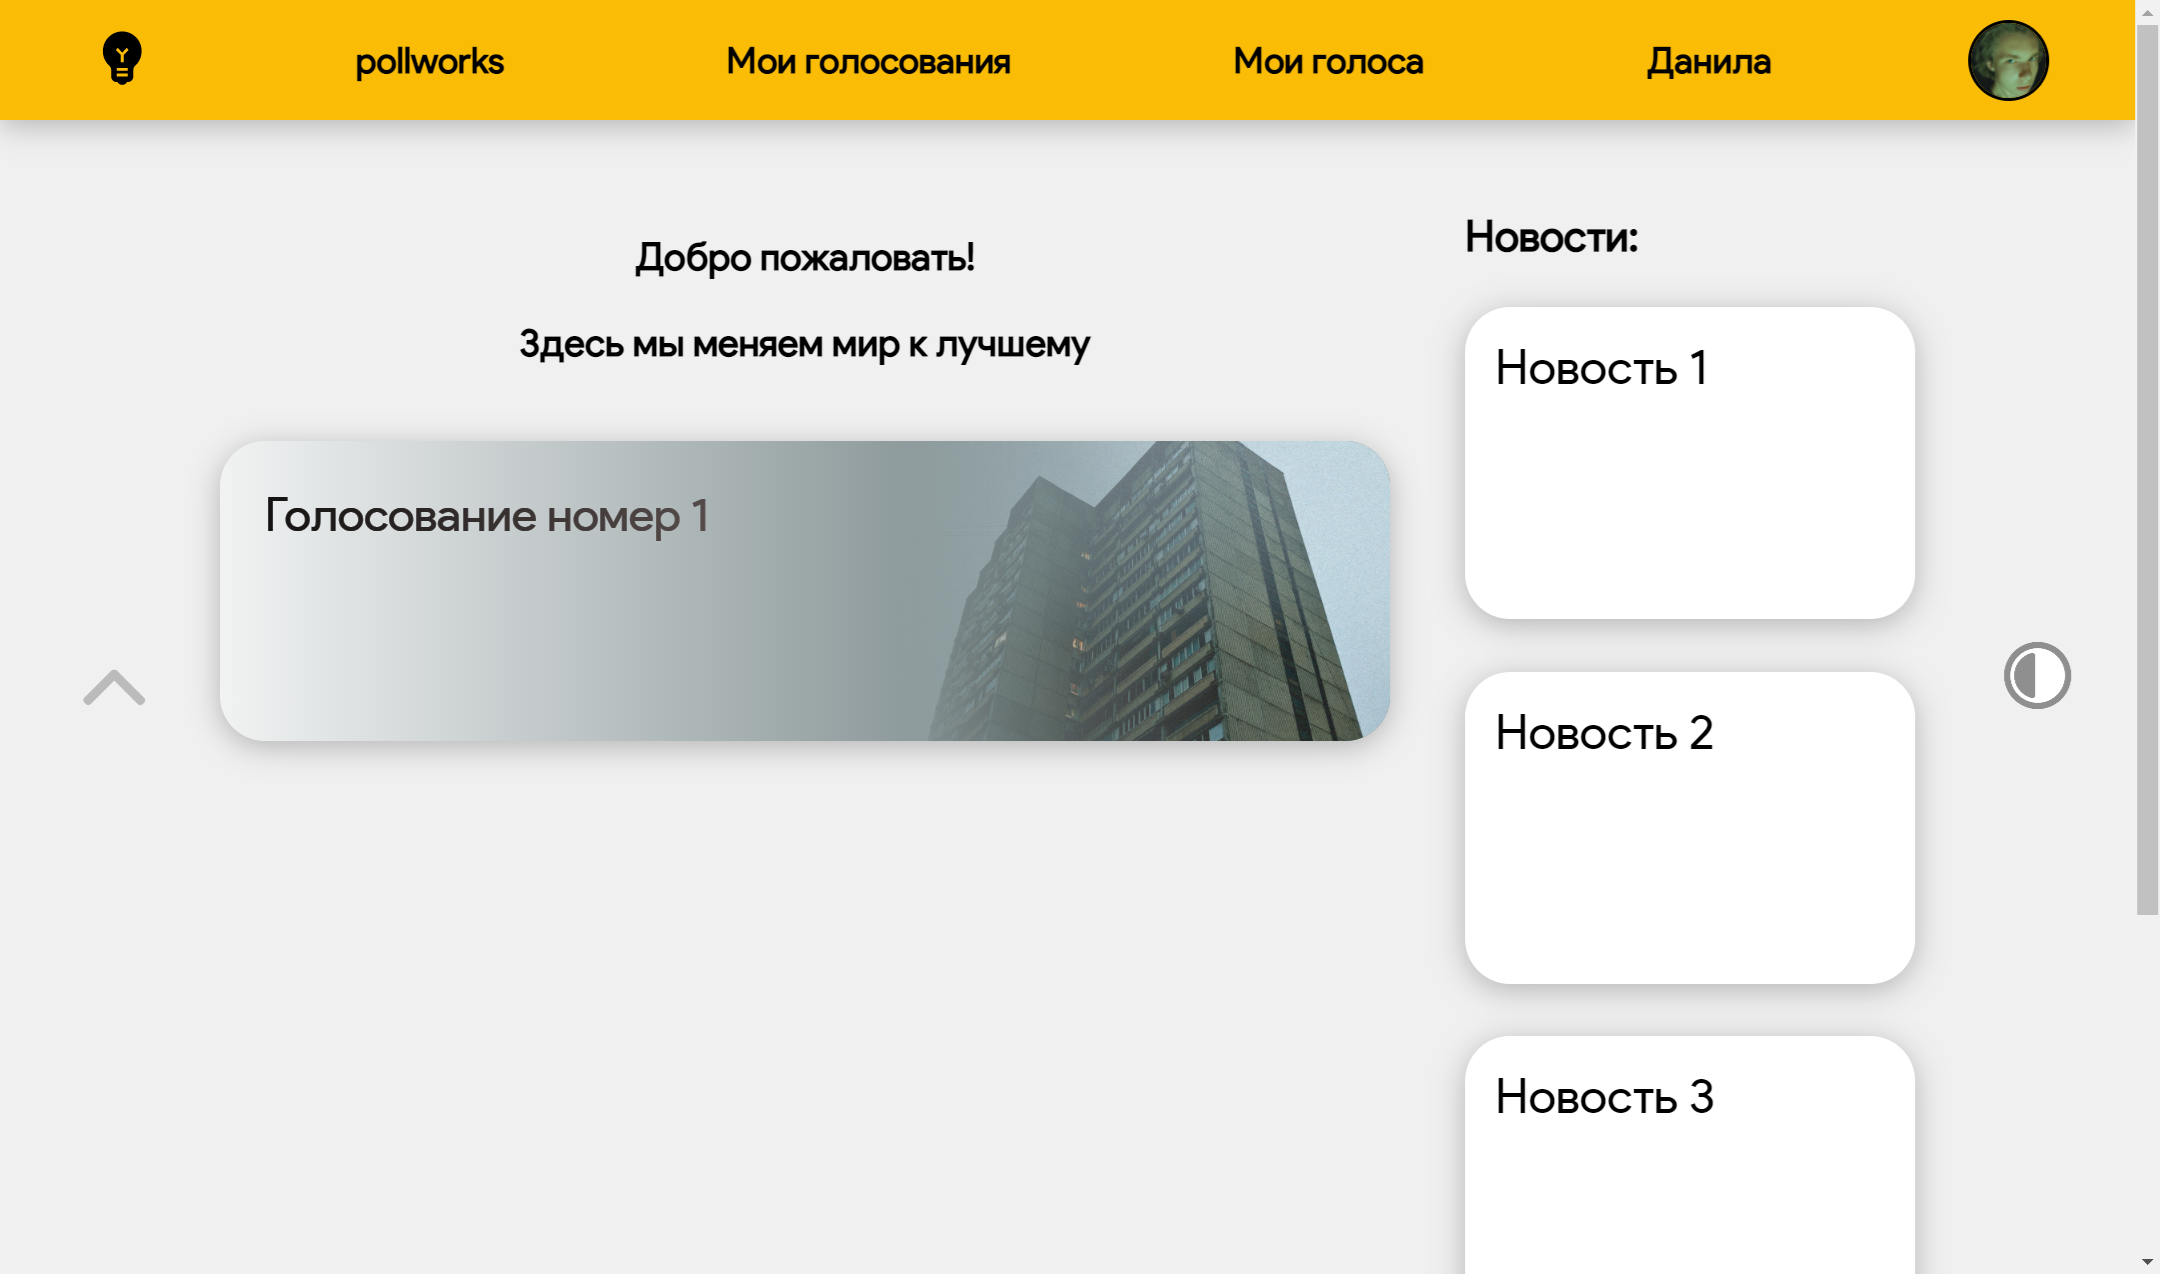 pollworks
Мои голосования
Мои голоса
Данила
Добро пожаловать!
Здесь мы меняем мир к лучшему
Голосование номер 1
Новости:
Новость 1
Новость 2
Новость 3